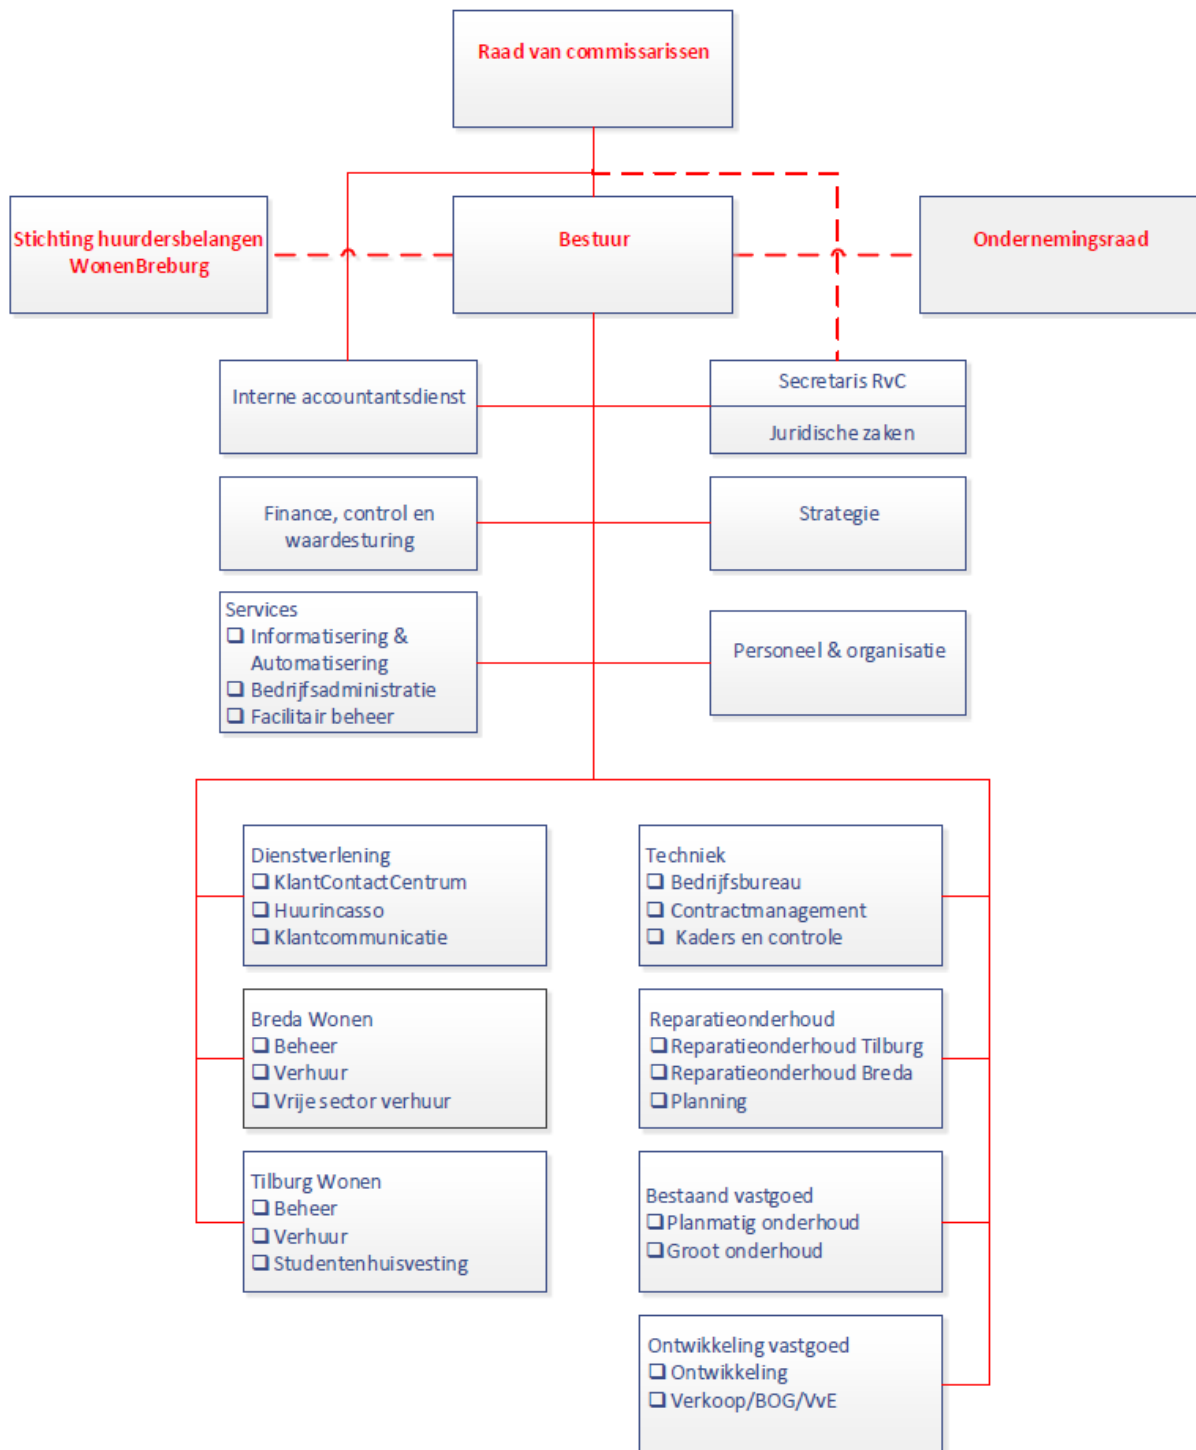 Raad van commissarissen
Stichting huurdersbelangen
WonenBreburg
Bestuur
Ondernemingsraad
Interne accountantsdienst
Secretaris RvC
Juridische zaken
Finance, control en
waardesturing
Strategie
Services
❑ Informatisering &
Automatisering
❑ Bedrijfsadministratie
❑ Facilitair beheer
Personeel & organisatie
Dienstverlening
❑ KlantContactCentrum
❑ Huurincasso
❑ Klantcommunicatie
Techniek
❑ Bedrijfsbureau
❑ Contractmanagement
❑ Kaders en controle
Breda Wonen
❑ Beheer
❑ Verhuur
❑ Vrije sector verhuur
Reparatieonderhoud
❑ Reparatieonderhoud Tilburg
❑ Reparatieonderhoud Breda
❑ Planning
Tilburg Wonen
❑ Beheer
❑ Verhuur
❑ Studentenhuisvesting
Bestaand vastgoed
❑ Planmatig onderhoud
❑ Groot onderhoud
Ontwikkeling vastgoed
❑ Ontwikkeling
❑ Verkoop/BOG/VvE